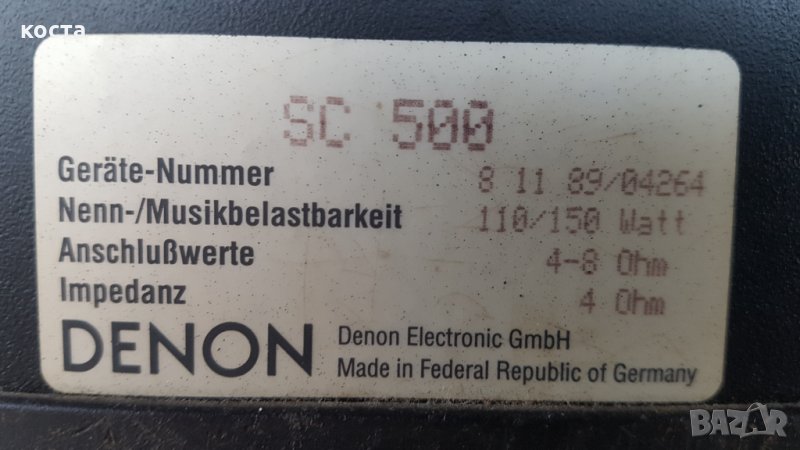 коста
SC 500
Geräte-Nummer 8 11 89/04264
Nenn-/Musikbelastbarkeit 110/150 Watt
Anschlußwerte 4-8 Ohm
Impedanz 4 Ohm
DENON Denon Electronic GmbH
Made in Federal Republic of Germany
BAZAR